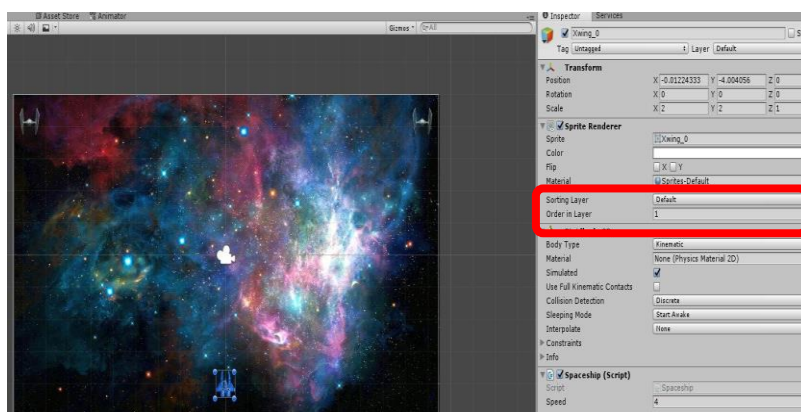 Asset Store Animator
Gizmos All
Inspector Services
Xwing_0 S
Tag Untagged Layer Default
Transform
Position X -0.01224333 Y -4.004056 Z 0
Rotation X 0 Y 0 Z 0
Scale X 2 Y 2 Z 1
Sprite Renderer
Sprite Xwing_0
Color
Flip X Y
Material Sprites-Default
Sorting Layer Default
Order in Layer 1
Body Type Kinematic
Material None (Physics Material 2D)
Simulated
Use Full Kinematic Contacts
Collision Detection Discrete
Sleeping Mode Start Awake
Interpolate None
Constraints
Info
Spaceship (Script)
Script Spaceship
Speed 4